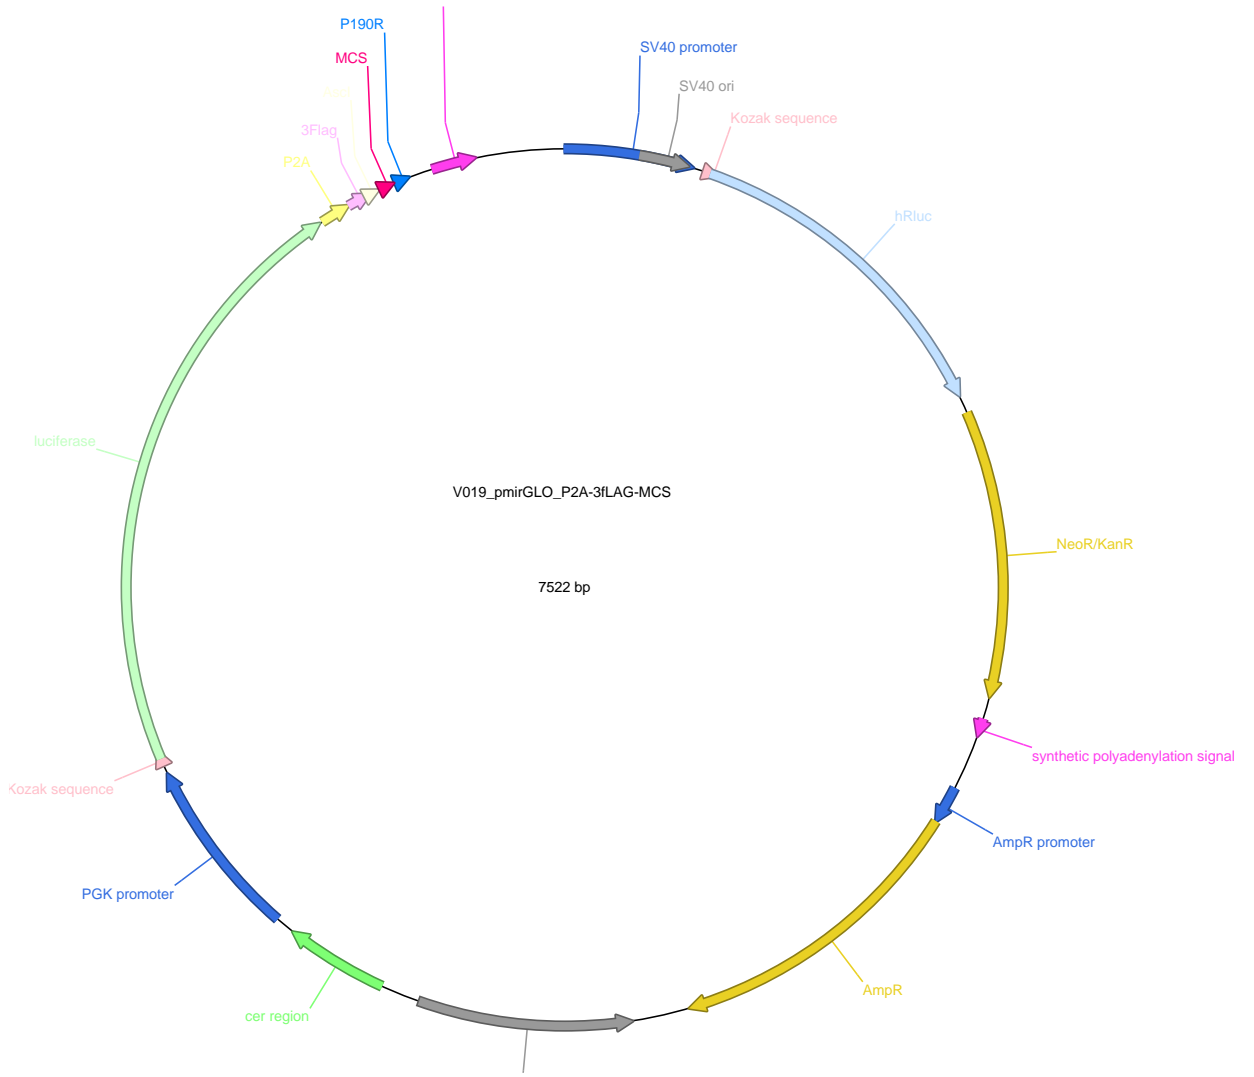 P190R
SV40 promoter
MCS
SV40 ori
Kozak sequence
3Flag
P2A
hRluc
luciferase
V019_pmirGLO_P2A-3fLAG-MCS
NeoR/KanR
7522 bp
synthetic polyadenylation signal
Kozak sequence
AmpR promoter
PGK promoter
AmpR
cer region